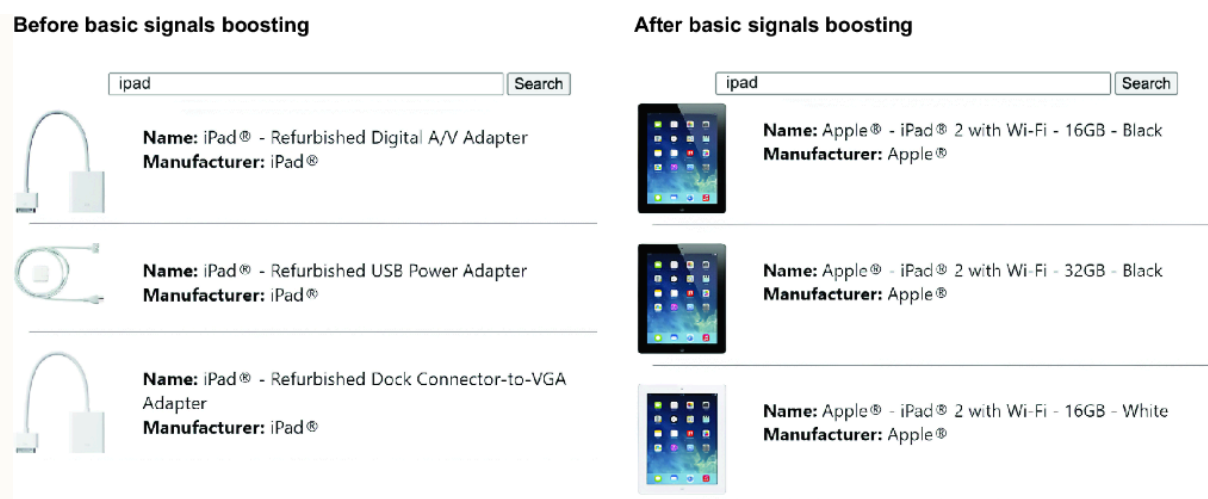 Before basic signals boosting
ipad
Search
Name: iPad® - Refurbished Digital A/V Adapter
Manufacturer: iPad®
Name: iPad® - Refurbished USB Power Adapter
Manufacturer: iPad®
Name: iPad® - Refurbished Dock Connector-to-VGA
Adapter
Manufacturer: iPad®
After basic signals boosting
ipad
Search
Name: Apple® - iPad® 2 with Wi-Fi - 16GB - Black
Manufacturer: Apple®
Name: Apple® - iPad® 2 with Wi-Fi - 32GB - Black
Manufacturer: Apple®
Name: Apple® - iPad® 2 with Wi-Fi - 16GB - White
Manufacturer: Apple®